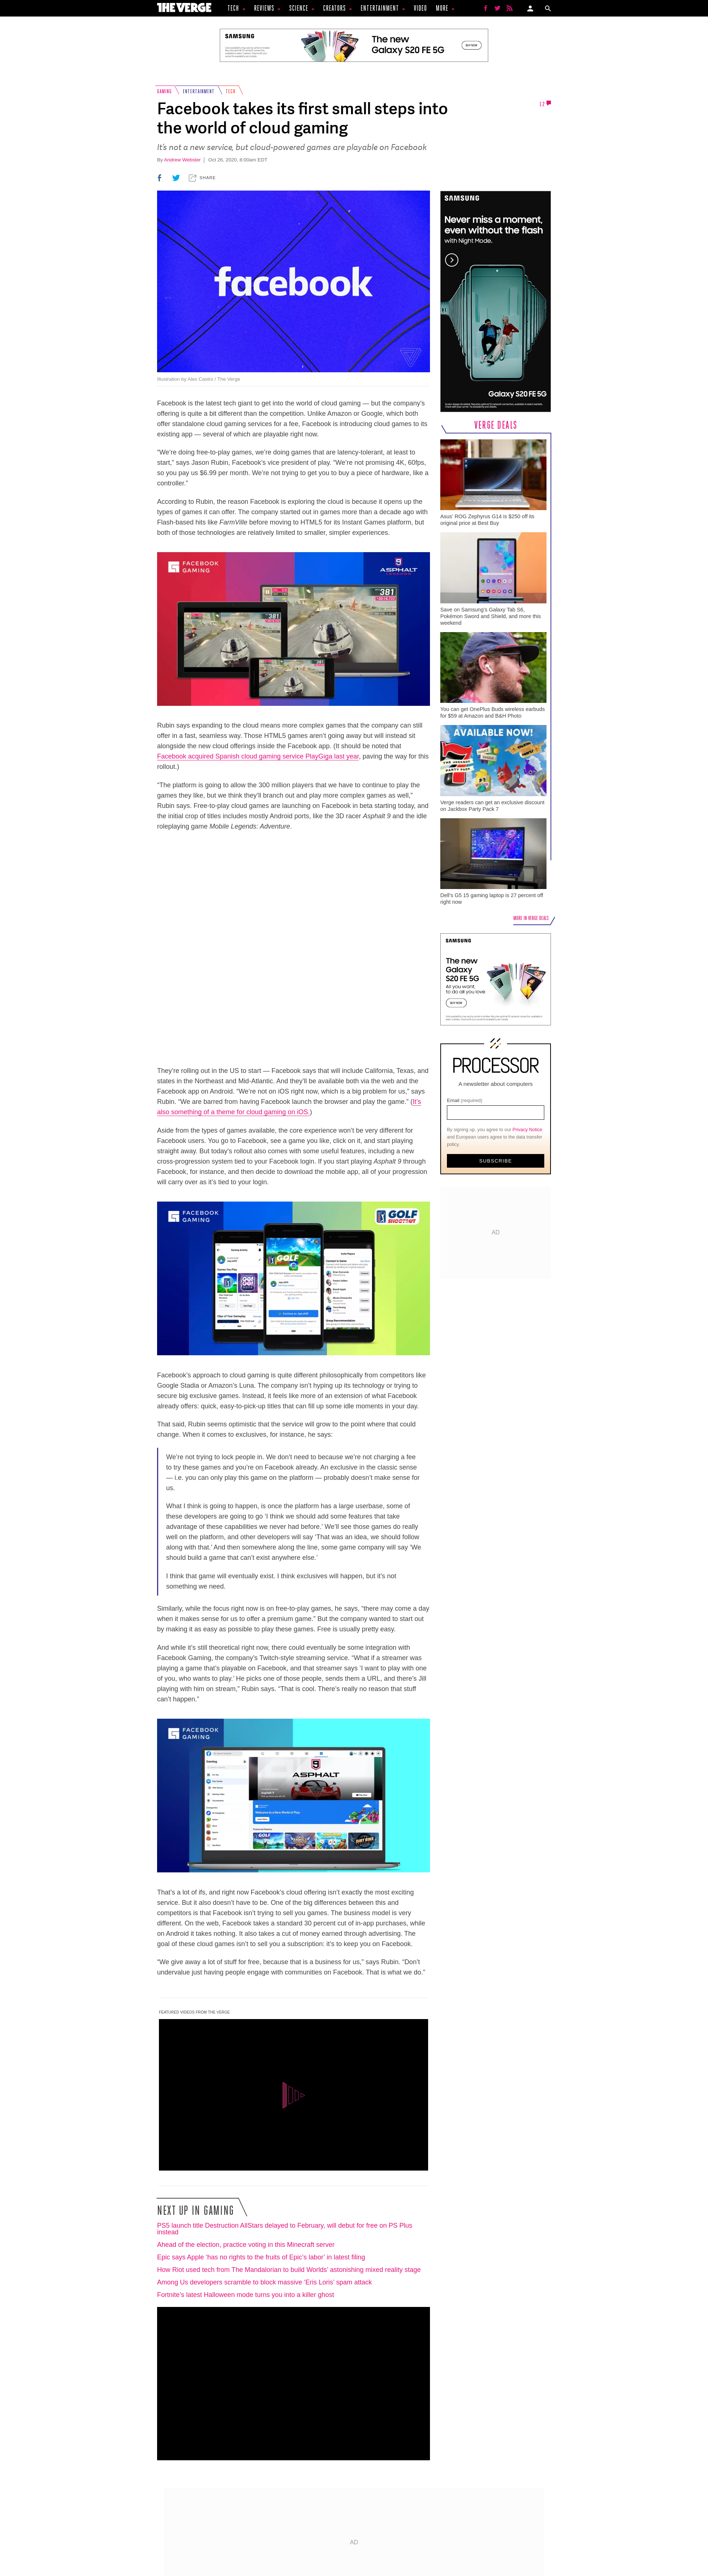 THE VERGE
TECH
REVIEWS
SCIENCE
CREATORS
ENTERTAINMENT
VIDEO
MORE
SAMSUNG
The new
Galaxy S20 FE 5G
BUY NOW
GAMING
ENTERTAINMENT
TECH
Facebook takes its first small steps into
the world of cloud gaming
12
It's not a new service, but cloud-powered games are playable on Facebook
By Andrew Webster | Oct 26, 2020, 8:00am EDT
SHARE
facebook
Illustration by Alex Castro / The Verge
Facebook is the latest tech giant to get into the world of cloud gaming — but the company's
offering is quite a bit different than the competition. Unlike Amazon or Google, which both
offer standalone cloud gaming services for a fee, Facebook is introducing cloud games to its
existing app — several of which are playable right now.
“We're doing free-to-play games, we're doing games that are latency-tolerant, at least to
start,” says Jason Rubin, Facebook's vice president of play. “We're not promising 4K, 60fps,
so you pay us $6.99 per month. We're not trying to get you to buy a piece of hardware, like a
controller.”
According to Rubin, the reason Facebook is exploring the cloud is because it opens up the
types of games it can offer. The company started out in games more than a decade ago with
Flash-based hits like FarmVille before moving to HTML5 for its Instant Games platform, but
both of those technologies are relatively limited to smaller, simpler experiences.
FACEBOOK
GAMING
ASPHALT
381
381
Rubin says expanding to the cloud means more complex games that the company can still
offer in a fast, seamless way. Those HTML5 games aren't going away but will instead sit
alongside the new cloud offerings inside the Facebook app. (It should be noted that
Facebook acquired Spanish cloud gaming service PlayGiga last year, paving the way for this
rollout.)
“The platform is going to allow the 300 million players that we have to continue to play the
games they like, but we think they'll branch out and play more complex games as well,”
Rubin says. Free-to-play cloud games are launching on Facebook in beta starting today, and
the initial crop of titles includes mostly Android ports, like the 3D racer Asphalt 9 and the idle
roleplaying game Mobile Legends: Adventure.
They're rolling out in the US to start — Facebook says that will include California, Texas, and
states in the Northeast and Mid-Atlantic. And they'll be available both via the web and the
Facebook app on Android. “We're not on iOS right now, which is a big problem for us,” says
Rubin. “We are barred from having Facebook launch the browser and play the game.” (It's
also something of a theme for cloud gaming on iOS.)
Aside from the types of games available, the core experience won't be very different for
Facebook users. You go to Facebook, see a game you like, click on it, and start playing
straight away. But today's rollout also comes with some useful features, including a new
cross-progression system tied to your Facebook login. If you started playing Asphalt 9 through
Facebook, for instance, and then decide to download the mobile app, all of your progression
will carry over as it's tied to your login.
FACEBOOK
GAMING
GOLF
SHOOTOUT
GOLF
Facebook's approach to cloud gaming is quite different philosophically from competitors like
Google Stadia or Amazon's Luna. The company isn't hyping up its technology or trying to
secure big exclusive games. Instead, it feels like more of an extension of what Facebook
already offers: quick, easy-to-pick-up titles that can fill up some idle moments in your day.
That said, Rubin seems optimistic that the service will grow to the point where that could
change. When it comes to exclusives, for instance, he says:
We're not trying to lock people in. We don't need to because we're not charging a fee
to try these games and you're on Facebook already. An exclusive in the classic sense
— i.e. you can only play this game on the platform — probably doesn't make sense for
us.
What I think is going to happen, is once the platform has a large userbase, some of
these developers are going to go ‘I think we should add some features that take
advantage of these capabilities we never had before.’ We'll see those games do really
well on the platform, and other developers will say ‘That was an idea, we should follow
along with that.’ And then somewhere along the line, some game company will say ‘We
should build a game that can't exist anywhere else.’
I think that game will eventually exist. I think exclusives will happen, but it's not
something we need.
Similarly, while the focus right now is on free-to-play games, he says, “there may come a day
when it makes sense for us to offer a premium game.” But the company wanted to start out
by making it as easy as possible to play these games. Free is usually pretty easy.
And while it's still theoretical right now, there could eventually be some integration with
Facebook Gaming, the company's Twitch-style streaming service. “What if a streamer was
playing a game that's playable on Facebook, and that streamer says ‘I want to play with one
of you, who wants to play.’ He picks one of those people, sends them a URL, and there's Jill
playing with him on stream,” Rubin says. “That is cool. There's really no reason that stuff
can't happen.”
FACEBOOK
GAMING
ASPHALT
That's a lot of ifs, and right now Facebook's cloud offering isn't exactly the most exciting
service. But it also doesn't have to be. One of the big differences between this and
competitors is that Facebook isn't trying to sell you games. The business model is very
different. On the web, Facebook takes a standard 30 percent cut of in-app purchases, while
on Android it takes nothing. It also takes a cut of money earned through advertising. The
goal of these cloud games isn't to sell you a subscription: it's to keep you on Facebook.
“We give away a lot of stuff for free, because that is a business for us,” says Rubin. “Don't
undervalue just having people engage with communities on Facebook. That is what we do.”
FEATURED VIDEOS FROM THE VERGE
NEXT UP IN GAMING
PS5 launch title Destruction AllStars delayed to February, will debut for free on PS Plus
instead
Ahead of the election, practice voting in this Minecraft server
Epic says Apple ‘has no rights to the fruits of Epic's labor’ in latest filing
How Riot used tech from The Mandalorian to build Worlds' astonishing mixed reality stage
Among Us developers scramble to block massive ‘Eris Loris’ spam attack
Fortnite's latest Halloween mode turns you into a killer ghost
SAMSUNG
Never miss a moment,
even without the flash
with Night Mode.
Galaxy S20 FE 5G
VERGE DEALS
Asus' ROG Zephyrus G14 is $250 off its
original price at Best Buy
Save on Samsung's Galaxy Tab S6,
Pokémon Sword and Shield, and more this
weekend
You can get OnePlus Buds wireless earbuds
for $59 at Amazon and B&H Photo
AVAILABLE NOW!
Verge readers can get an exclusive discount
on Jackbox Party Pack 7
Dell's G5 15 gaming laptop is 27 percent off
right now
MORE IN VERGE DEALS
SAMSUNG
The new
Galaxy
S20 FE 5G
All you want,
to do all you love
BUY NOW
PROCESSOR
A newsletter about computers
Email (required)
By signing up, you agree to our Privacy Notice
and European users agree to the data transfer
policy.
SUBSCRIBE
AD
AD